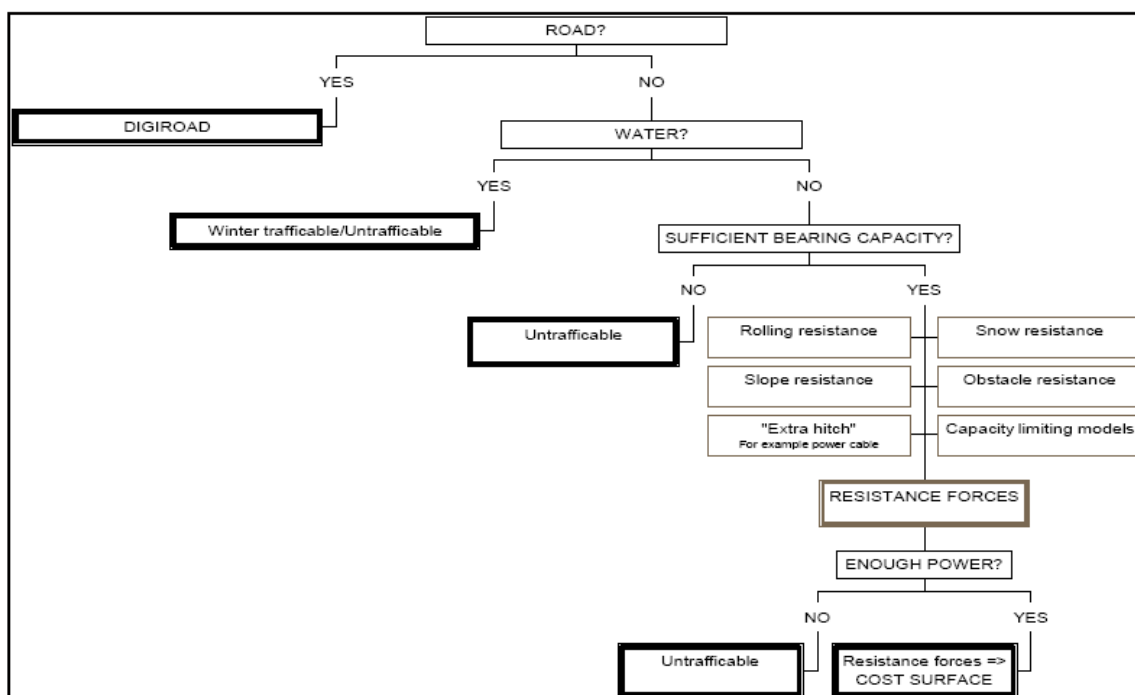 ROAD?
YES
NO
DIGIROAD
WATER?
YES
NO
Winter trafficable/Untrafficable
SUFFICIENT BEARING CAPACITY?
NO
YES
Untrafficable
Rolling resistance
Snow resistance
Slope resistance
Obstacle resistance
"Extra hitch"
For example power cable
Capacity limiting models
RESISTANCE FORCES
ENOUGH POWER?
NO
YES
Untrafficable
Resistance forces =>
COST SURFACE